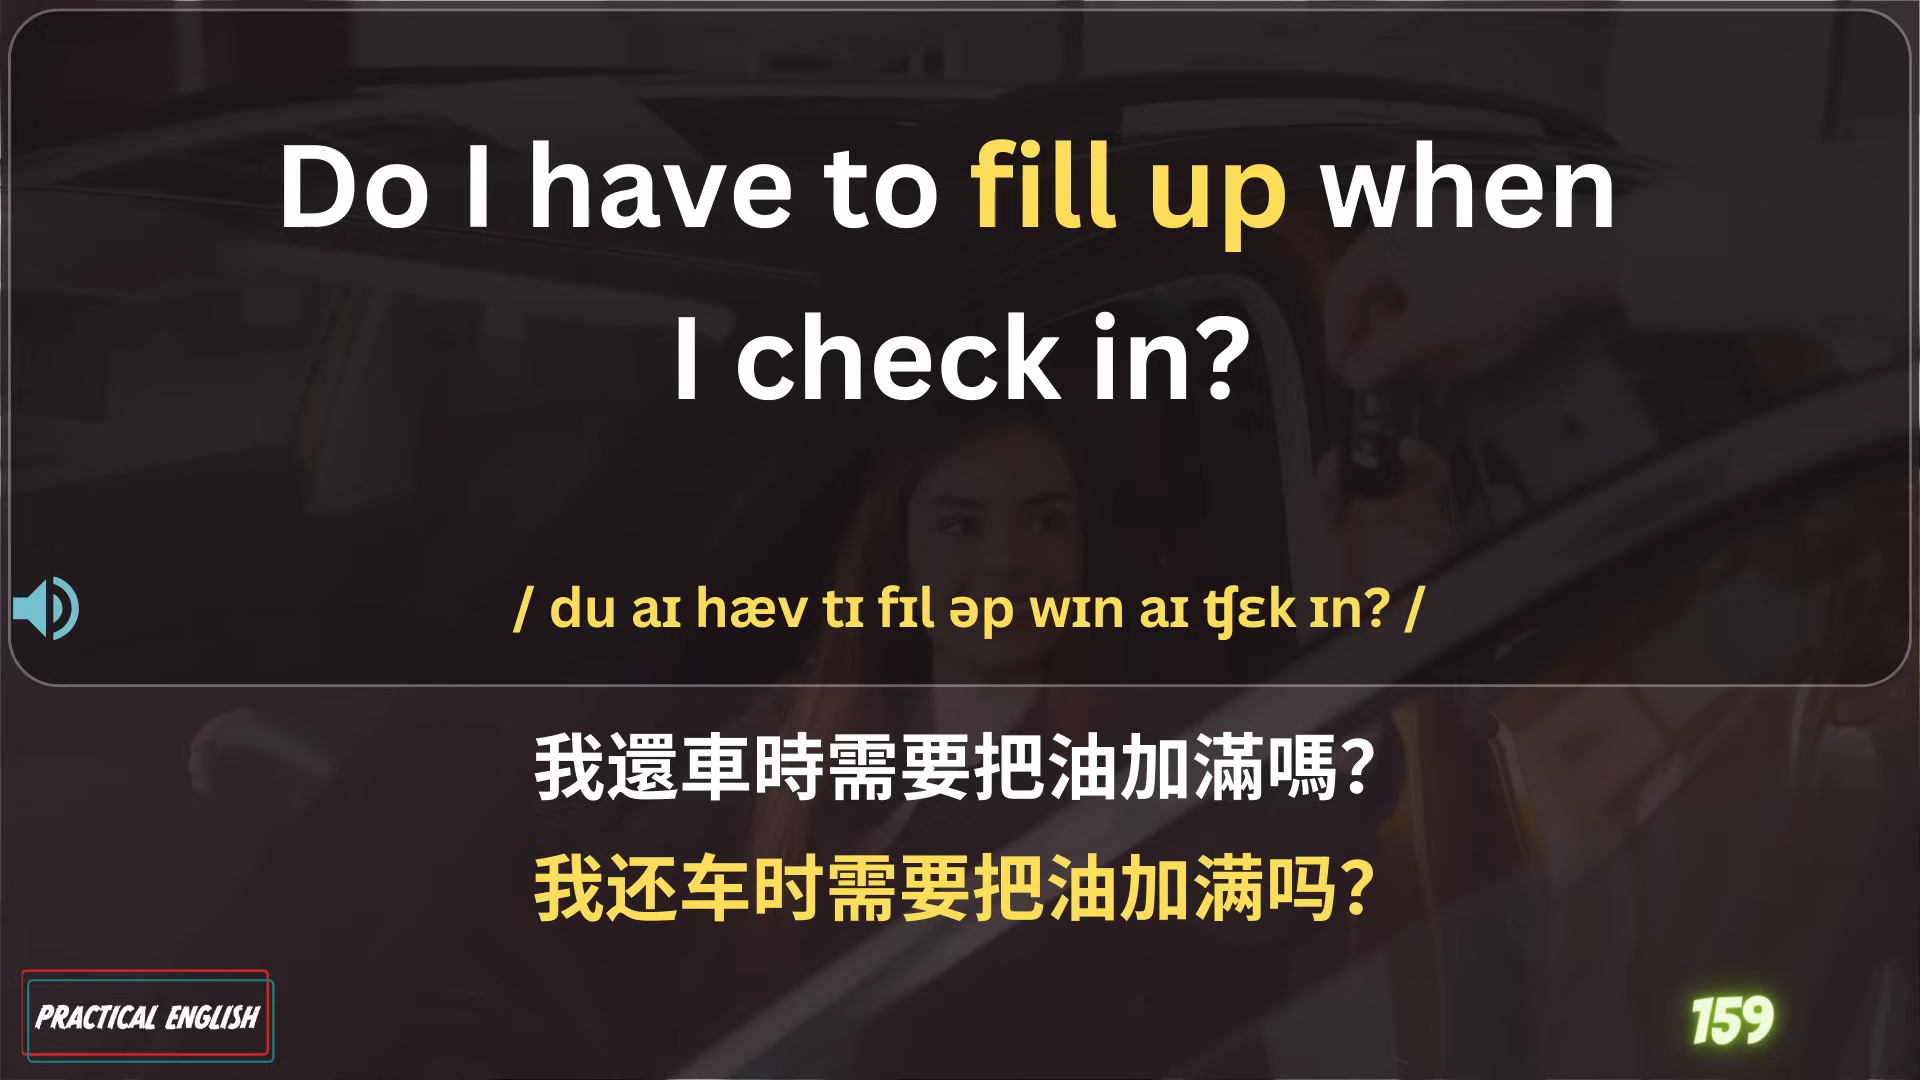 Do I have to fill up when
I check in?
/ du aɪ hæv tɪ fɪl əp wɪn aɪ ʧɛk ɪn? /
我還車時需要把油加滿嗎?
我还车时需要把油加满吗?
PRACTICAL ENGLISH
159